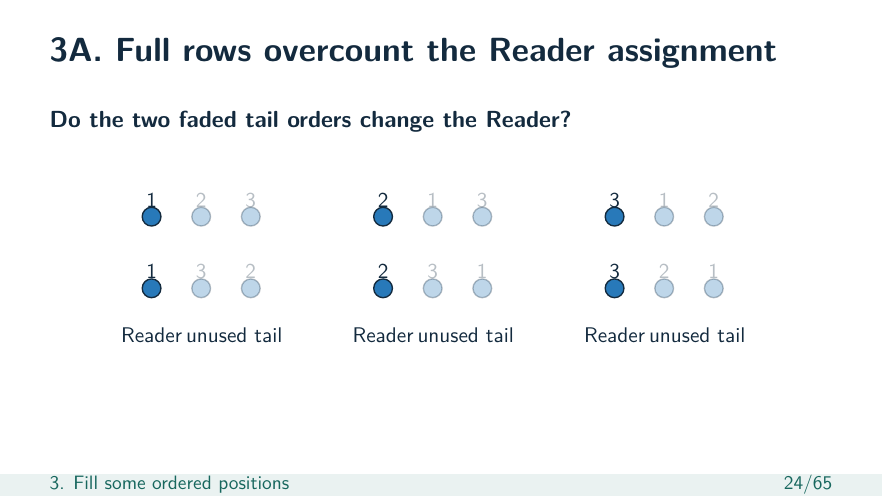 3A. Full rows overcount the Reader assignment
Do the two faded tail orders change the Reader?
1 2 3 2 1 3 3 1 2
1 3 2 2 3 1 3 2 1
Reader unused tail Reader unused tail Reader unused tail
3. Fill some ordered positions 24/65